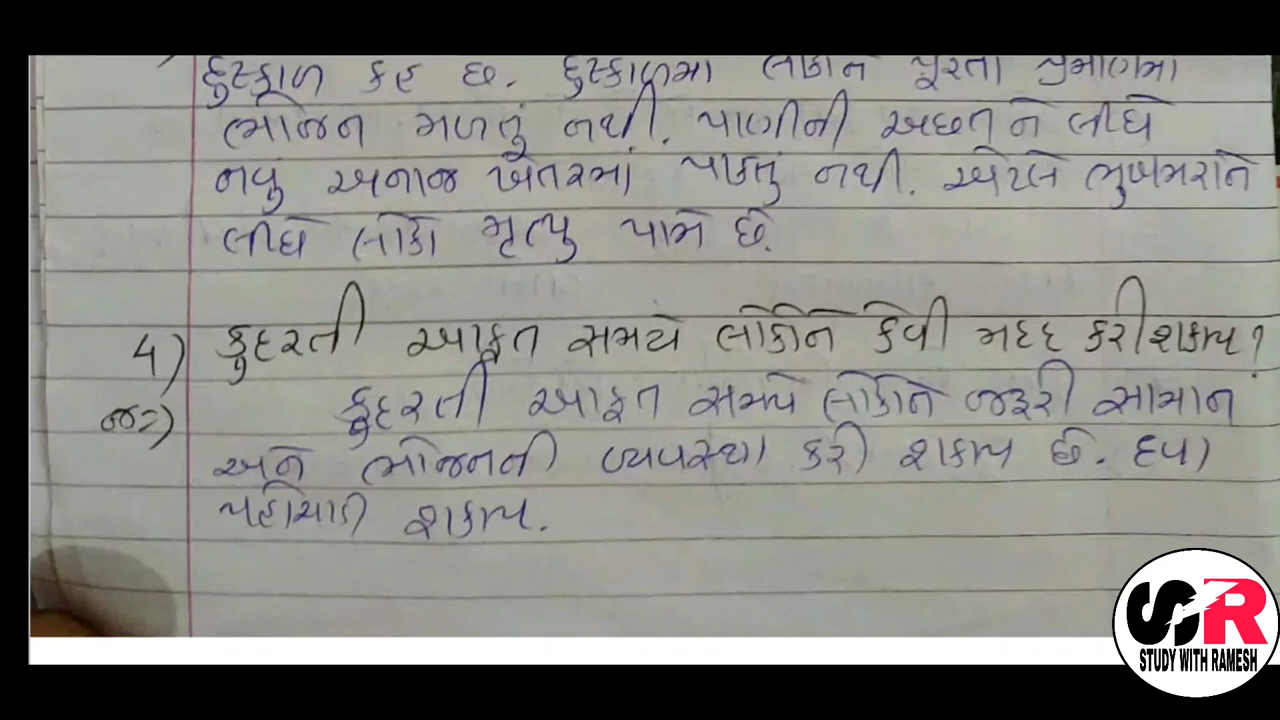 દુષ્કાળ કહે છે. દુષ્કાળમાં લોકોને પૂરતા પ્રમાણમાં
ભોજન મળતું નથી. પાણીની અછતને લીધે
નવુ અનાજ ખેતરમાં પાકતું નથી. એટલે ભુખમરાને
લીધે લોકો મૃત્યુ પામે છે.
4) કુદરતી આફત સમયે લોકોને કેવી મદદ કરી શકાય?
જ=) કુદરતી આફત સમયે લોકોને જરૂરી સામાન
અને ભોજનની વ્યવસ્થા કરી શકાય છે. દવા
પહોચાડી શકાય.
SR
STUDY WITH RAMESH